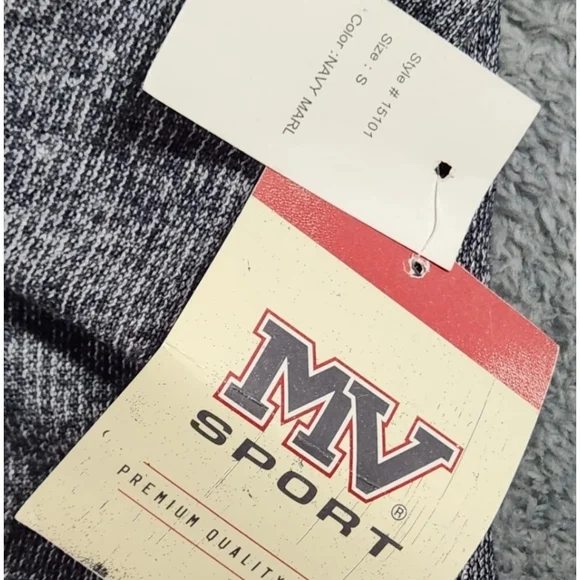 Style # 15101
Size : S
Color : NAVY MARL
MV
SPORT
®
PREMIUM QUALITY